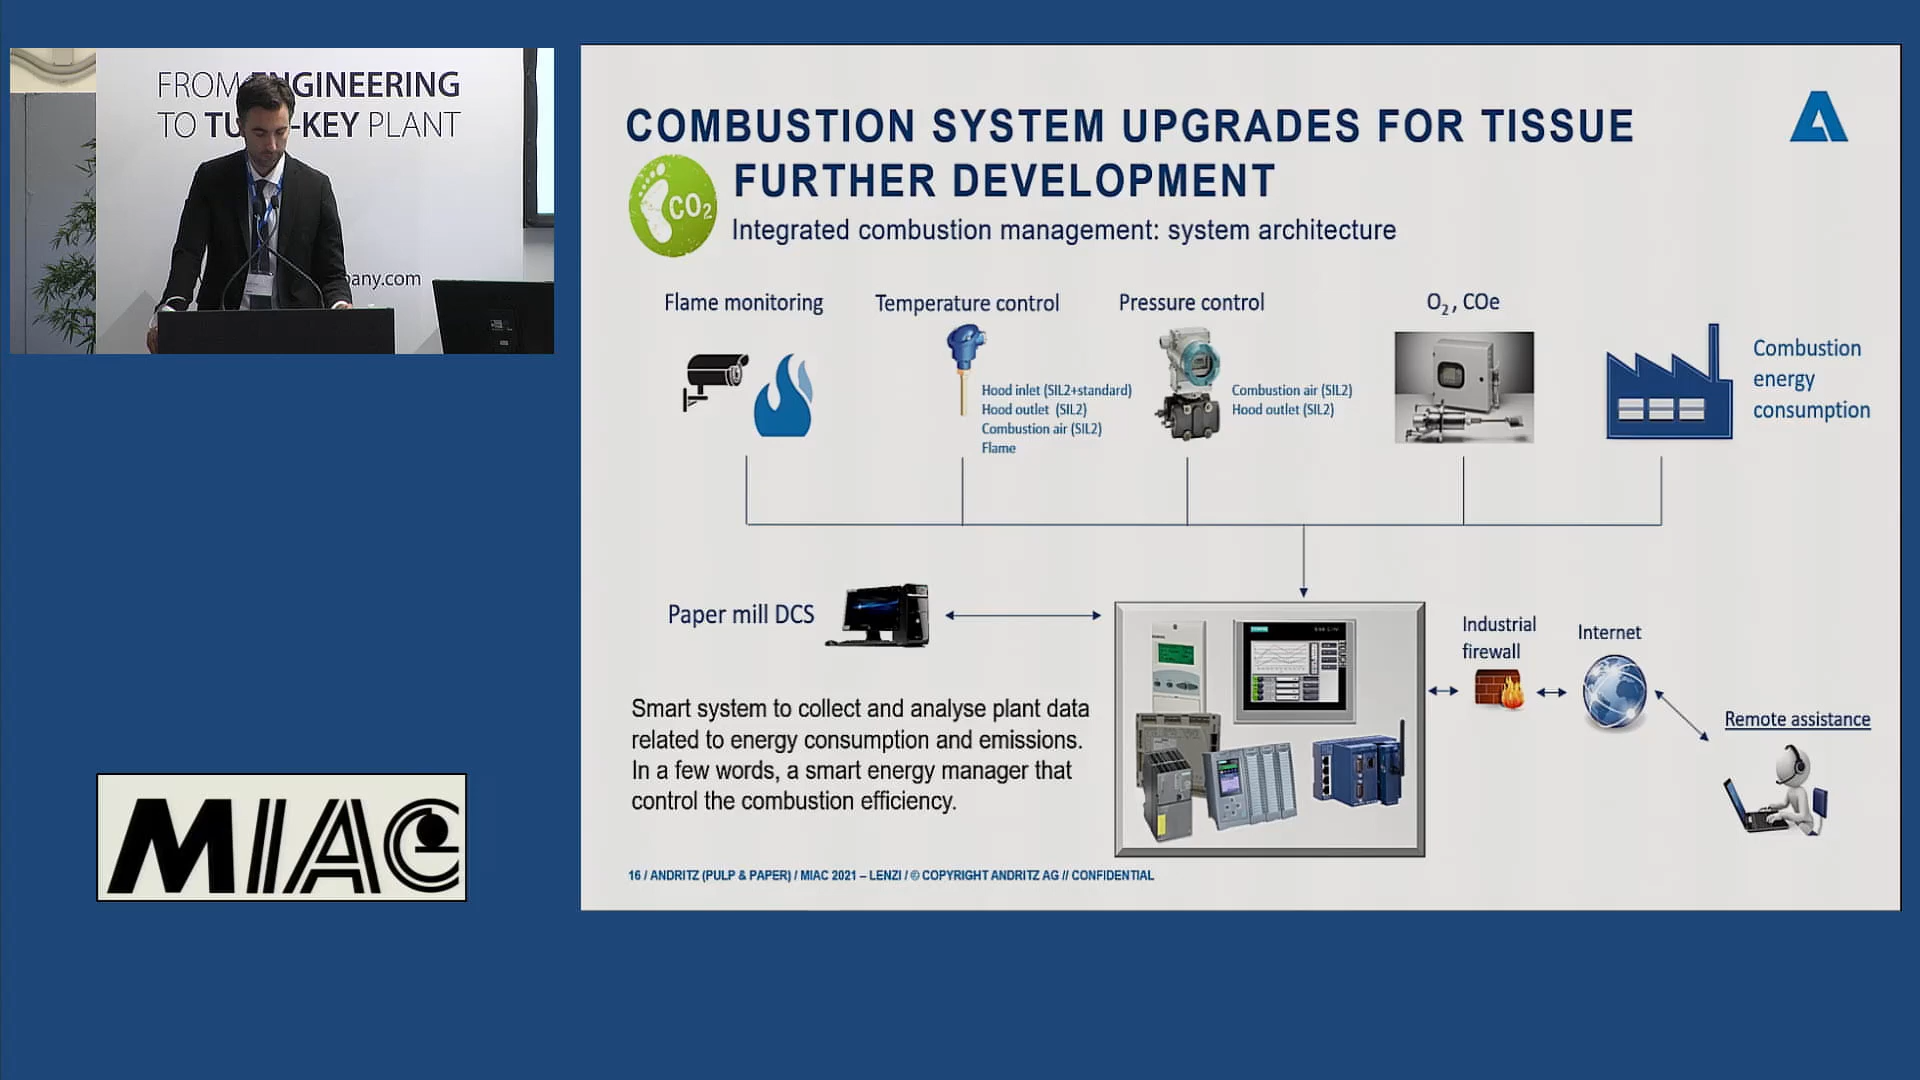 FROM ENGINEERING
TO TU -KEY PLANT
any.com
COMBUSTION SYSTEM UPGRADES FOR TISSUE
FURTHER DEVELOPMENT
CO2
Integrated combustion management: system architecture
Flame monitoring
Temperature control
Pressure control
O2, COe
Hood inlet (SIL2+standard)
Hood outlet (SIL2)
Combustion air (SIL2)
Flame
Combustion air (SIL2)
Hood outlet (SIL2)
Combustion
energy
consumption
Paper mill DCS
Industrial
firewall
Internet
Remote assistance
Smart system to collect and analyse plant data
related to energy consumption and emissions.
In a few words, a smart energy manager that
control the combustion efficiency.
SIEMENS
TOUCH
16 / ANDRITZ (PULP & PAPER) / MIAC 2021 – LENZI / © COPYRIGHT ANDRITZ AG // CONFIDENTIAL
MIAC